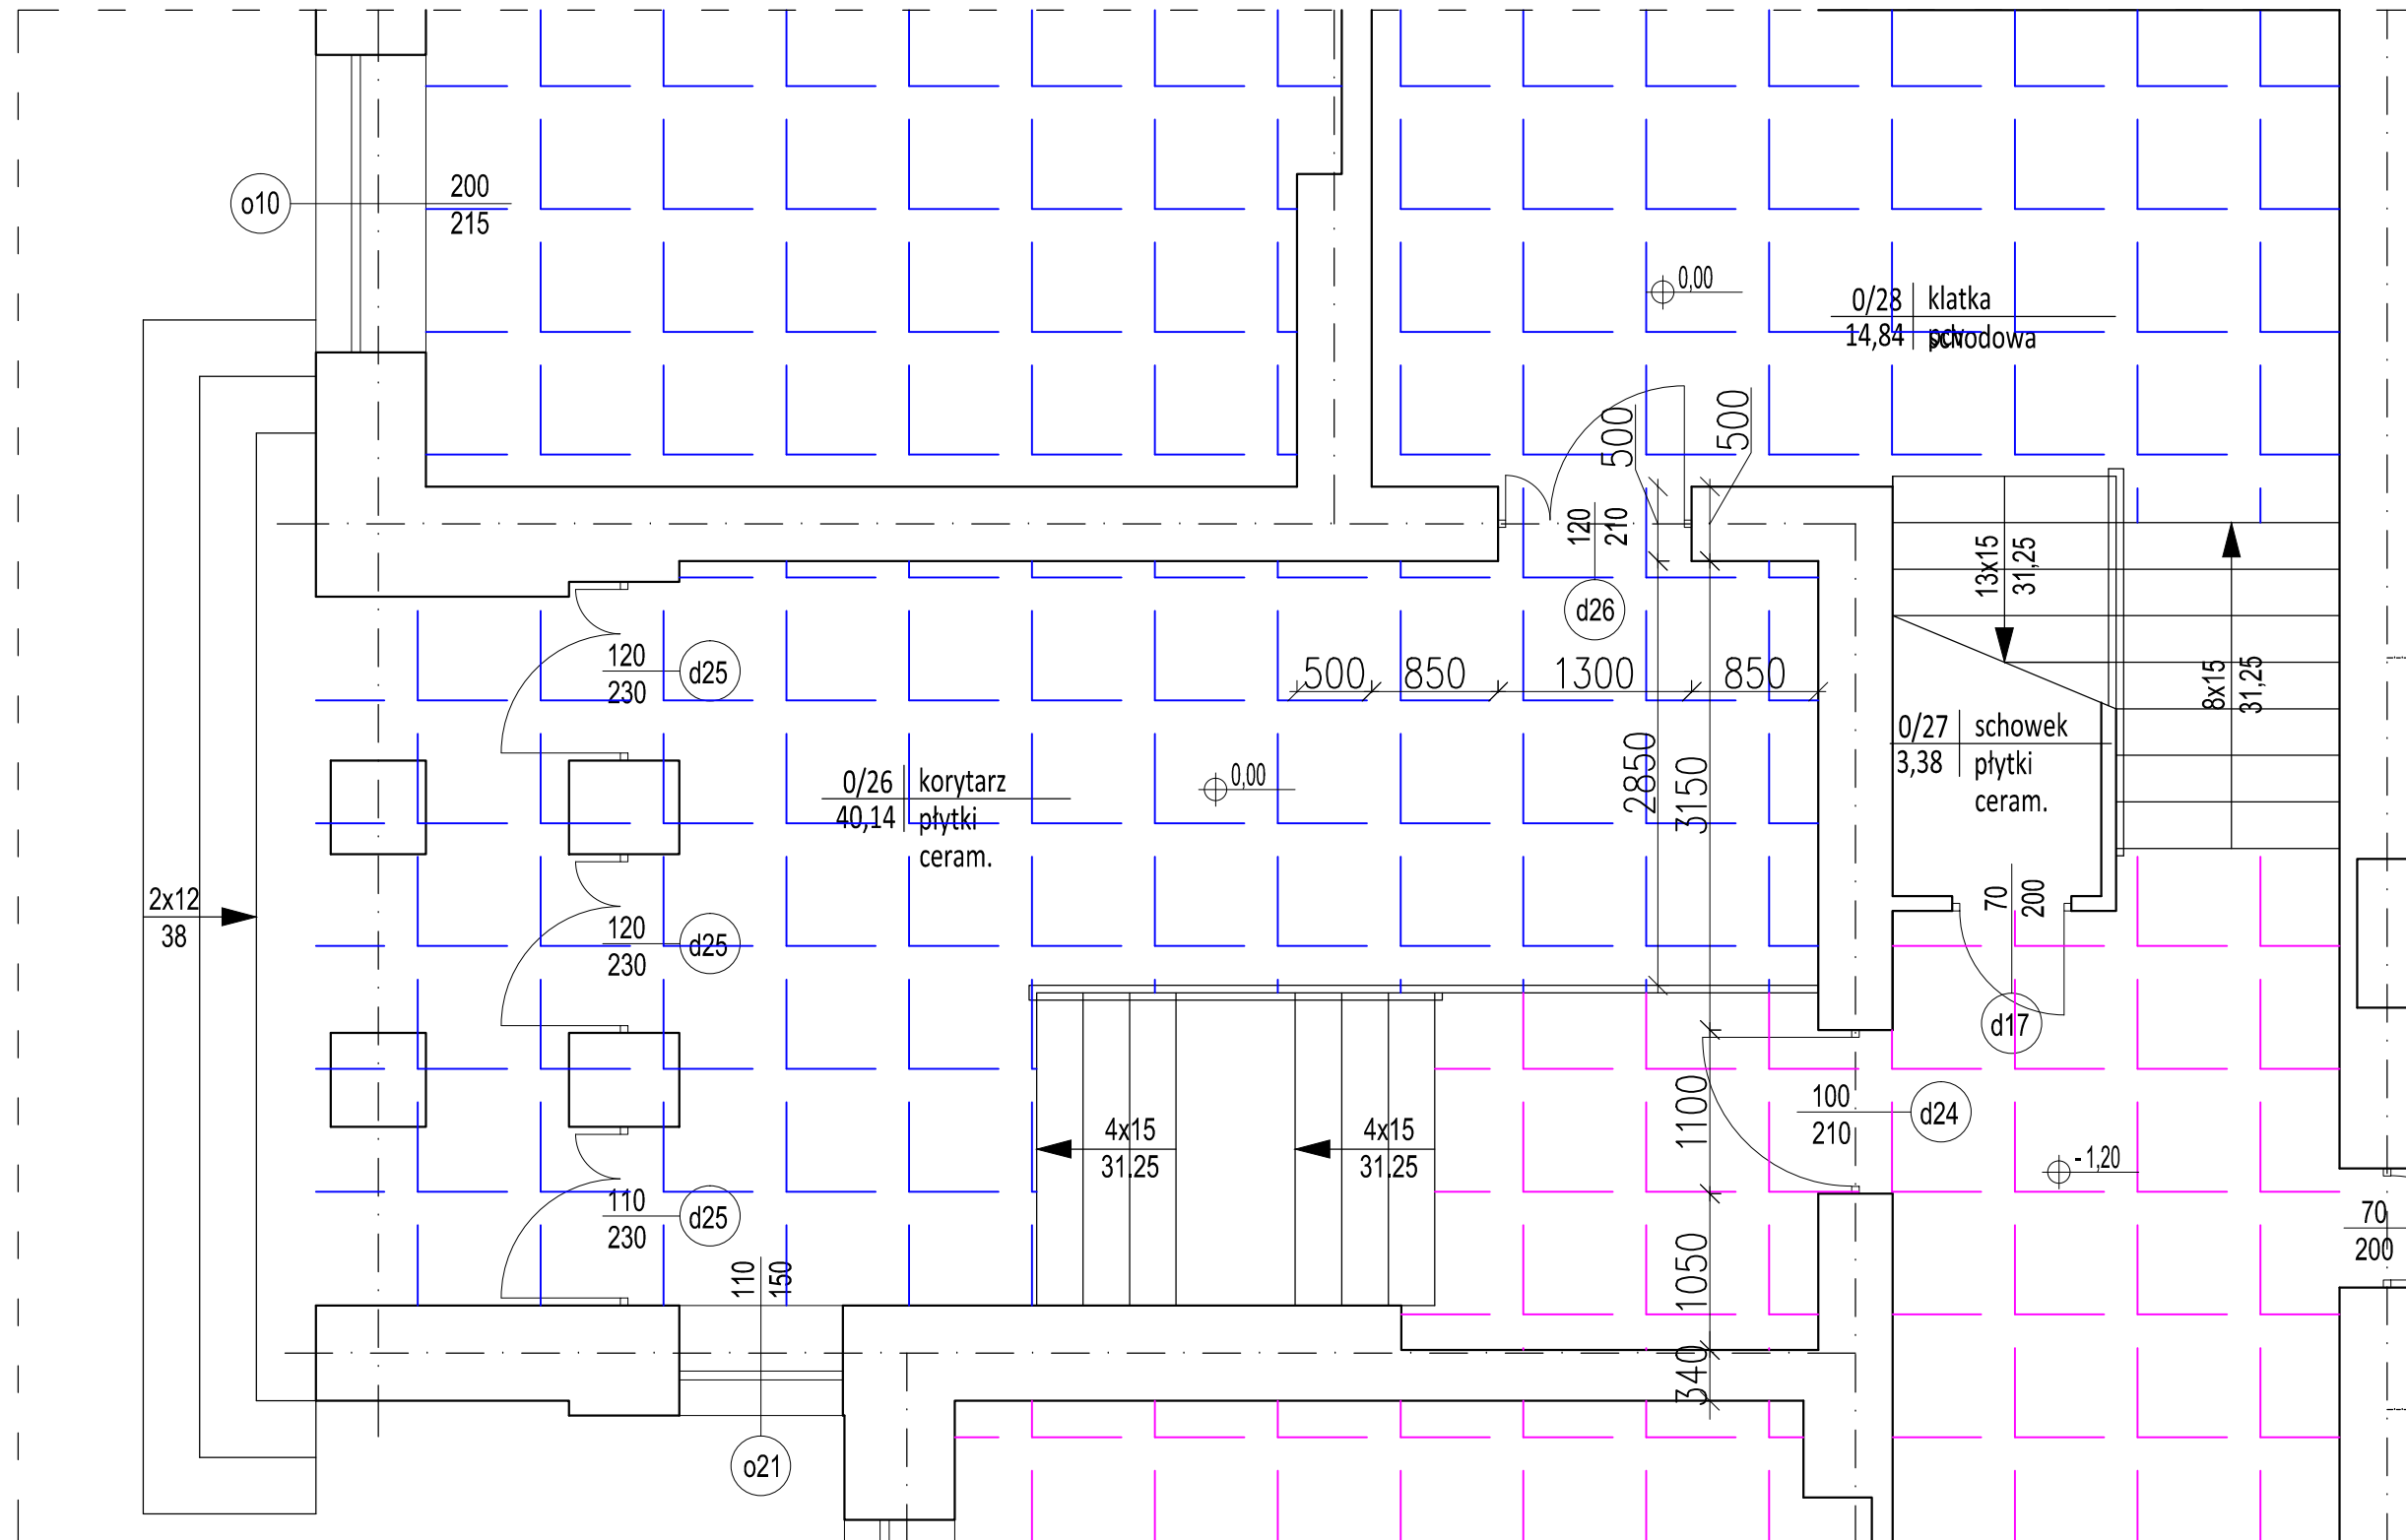 o10
200
215
0,00
0/28 klatka
14,84 schodowa
pcv
500
500
120
210
d26
13x15
31,25
8x15
31,25
120
230
d25
500 850 1300 850
2850
3150
0/27 schowek
3,38 płytki
ceram.
0/26 korytarz
40,14 płytki
ceram.
0,00
2x12
38
120
230
d25
70
200
d17
4x15
31.25
4x15
31.25
1100
100
210
d24
-1,20
110
230
d25
70
200
110
150
1050
340
o21